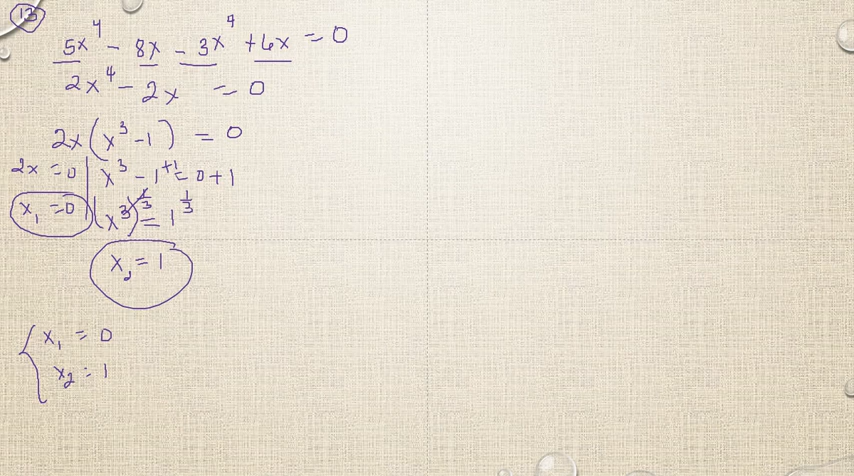 13
5x⁴ - 8x - 3x⁴ + 6x = 0
2x⁴ - 2x = 0
2x(x³ - 1) = 0
2x = 0 | x³ - 1 + 1 = 0 + 1
x₁ = 0 | (x³)^(1/3) = 1^(1/3)
x₂ = 1
{ x₁ = 0
x₂ = 1